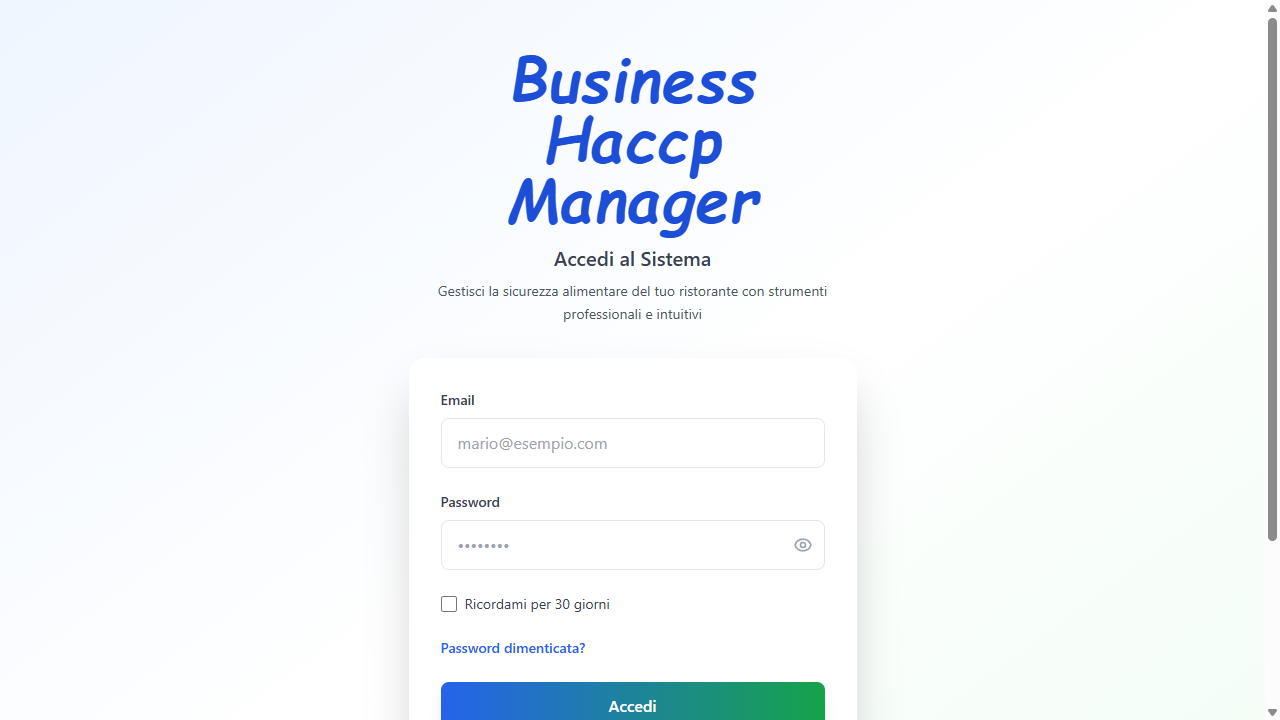 Business
Haccp
Manager
Accedi al Sistema
Gestisci la sicurezza alimentare del tuo ristorante con strumenti
professionali e intuitivi
Email
mario@esempio.com
Password
••••••••
Ricordami per 30 giorni
Password dimenticata?
Accedi